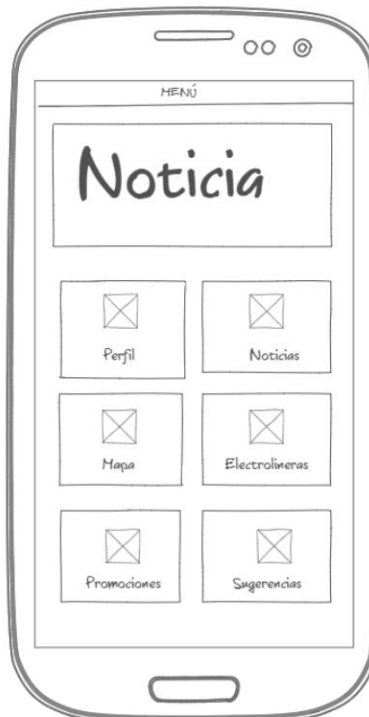 MENÚ
Noticia
Perfil
Noticias
Mapa
Electrolineras
Promociones
Sugerencias